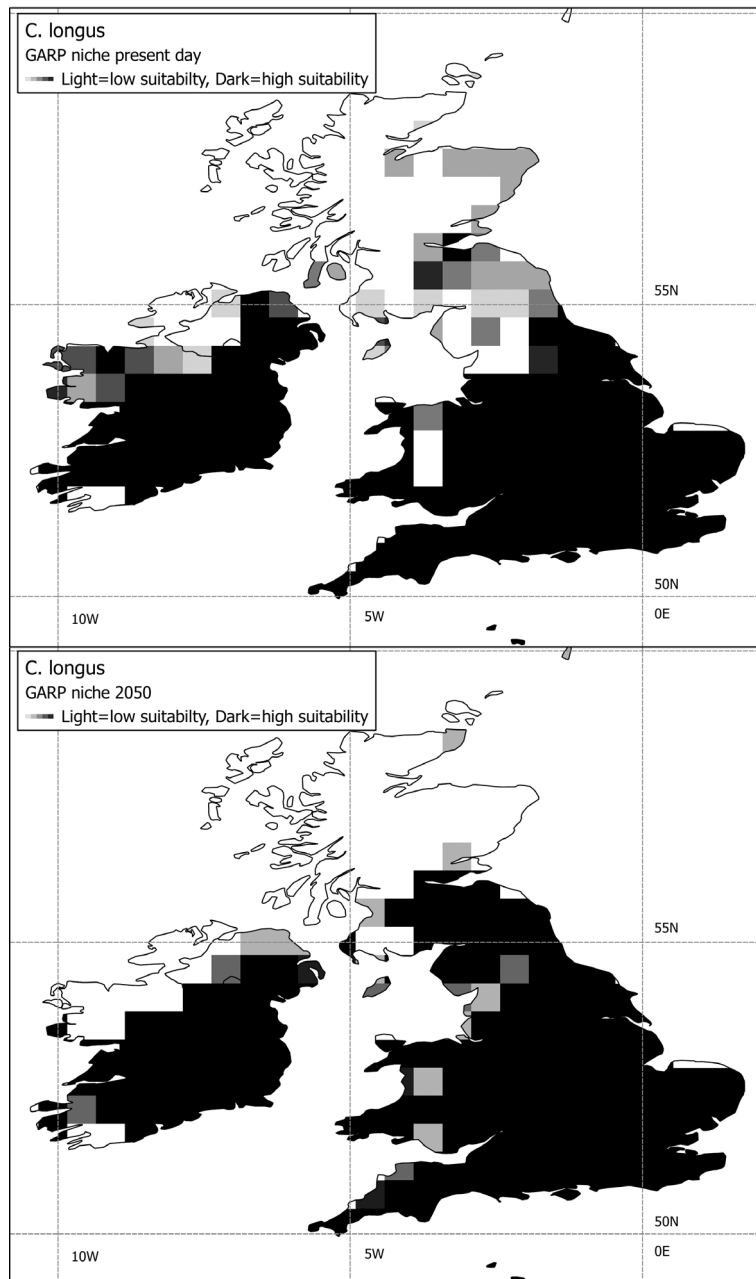 C. longus
GARP niche present day
Light=low suitabilty, Dark=high suitability
55N
50N
10W
5W
0E
C. longus
GARP niche 2050
Light=low suitabilty, Dark=high suitability
55N
50N
10W
5W
0E